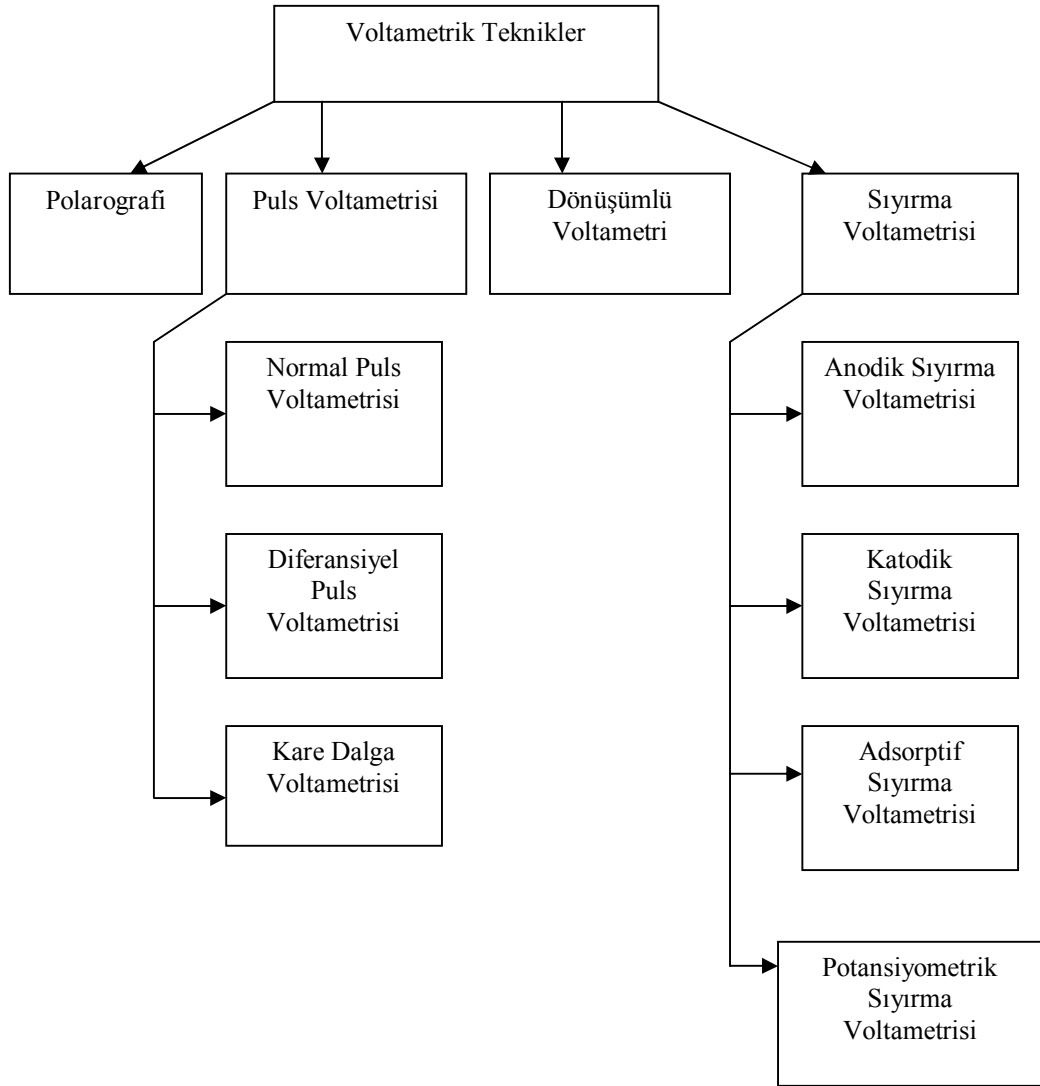 Voltametrik Teknikler
Polarografi
Puls Voltametrisi
Dönüşümlü
Voltametri
Sıyırma
Voltametrisi
Normal Puls
Voltametrisi
Diferansiyel
Puls
Voltametrisi
Kare Dalga
Voltametrisi
Anodik Sıyırma
Voltametrisi
Katodik
Sıyırma
Voltametrisi
Adsorptif
Sıyırma
Voltametrisi
Potansiyometrik
Sıyırma
Voltametrisi